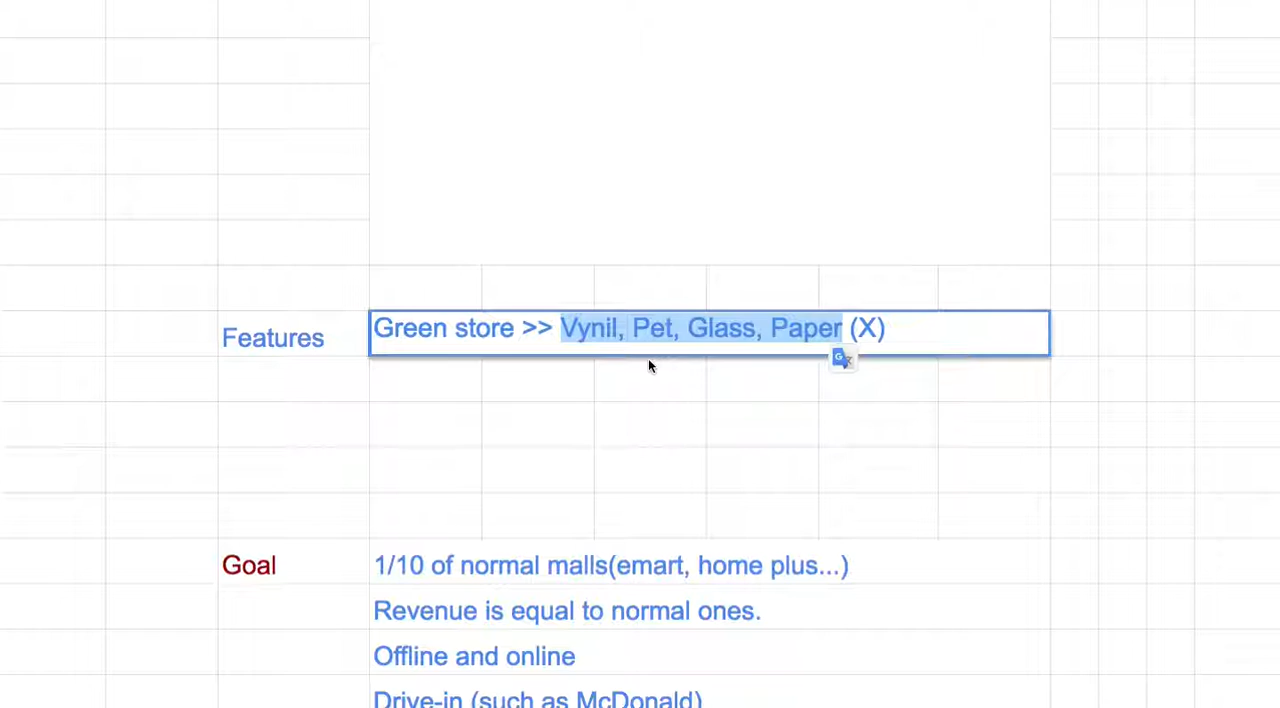 Features
Green store >> Vynil, Pet, Glass, Paper (X)
Goal
1/10 of normal malls(emart, home plus...)
Revenue is equal to normal ones.
Offline and online
Drive-in (such as McDonald)